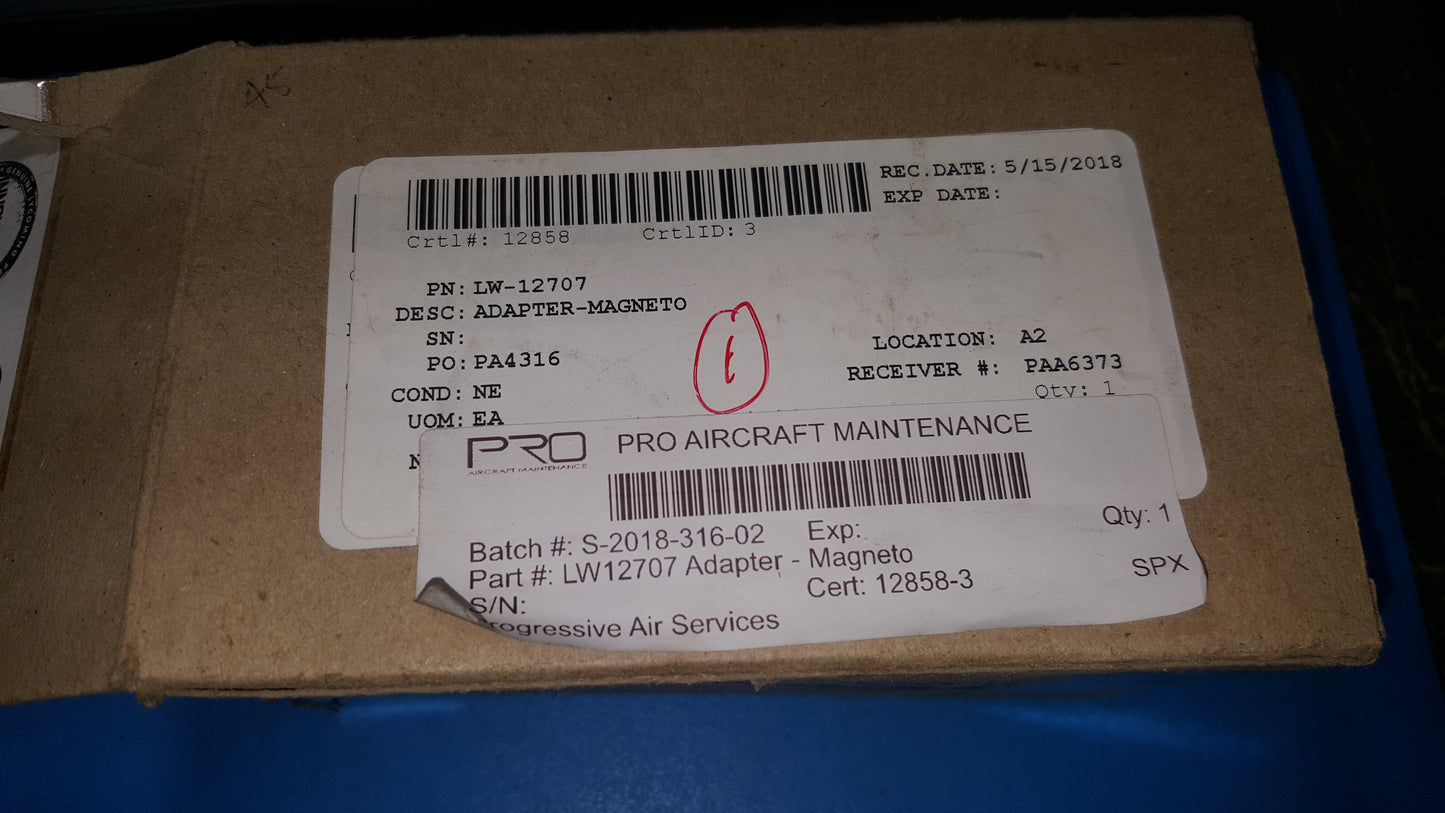 REC.DATE: 5/15/2018
EXP DATE:
Crtl#: 12858 CrtlID: 3
PN: LW-12707
DESC: ADAPTER-MAGNETO
SN:
PO: PA4316
LOCATION: A2
COND: NE
RECEIVER #: PAA6373
UOM: EA
Qty: 1
N
PRO
AIRCRAFT MAINTENANCE
PRO AIRCRAFT MAINTENANCE
Batch #: S-2018-316-02 Exp:
Qty: 1
Part #: LW12707 Adapter - Magneto
S/N:
Cert: 12858-3
SPX
rogressive Air Services
GENUINE LYCOMING